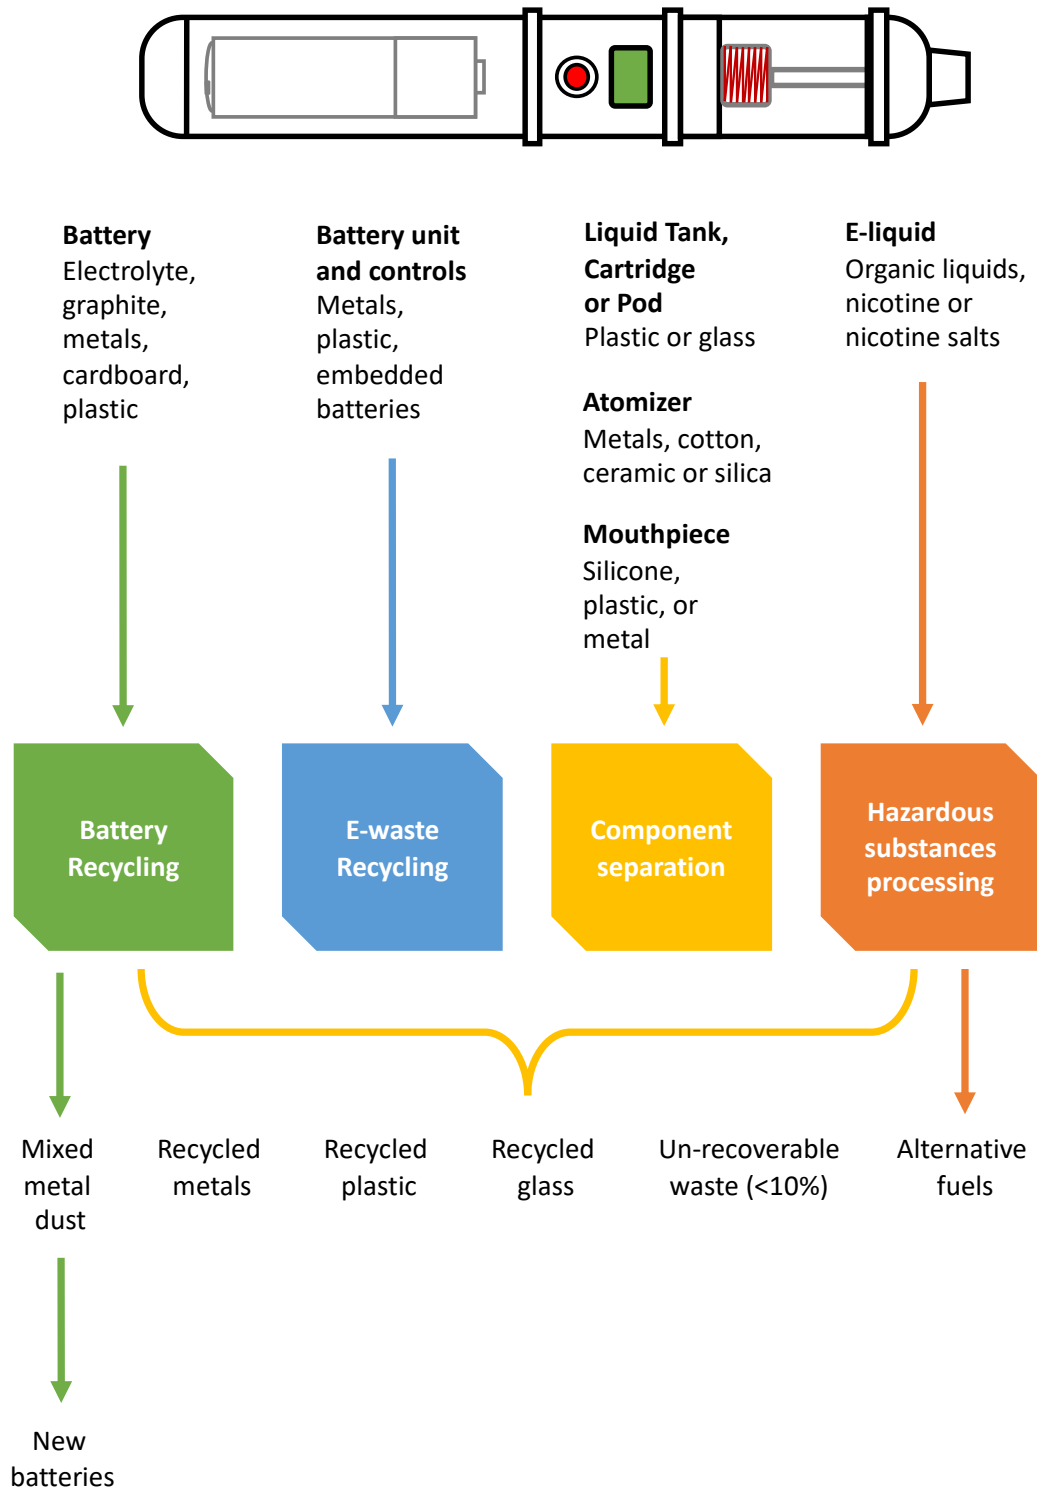 Battery
Electrolyte,
graphite,
metals,
cardboard,
plastic
Battery unit
and controls
Metals,
plastic,
embedded
batteries
Liquid Tank,
Cartridge
or Pod
Plastic or glass
Atomizer
Metals, cotton,
ceramic or silica
Mouthpiece
Silicone,
plastic, or
metal
E-liquid
Organic liquids,
nicotine or
nicotine salts
Battery
Recycling
E-waste
Recycling
Component
separation
Hazardous
substances
processing
Mixed
metal
dust
Recycled
metals
Recycled
plastic
Recycled
glass
Un-recoverable
waste (<10%)
Alternative
fuels
New
batteries